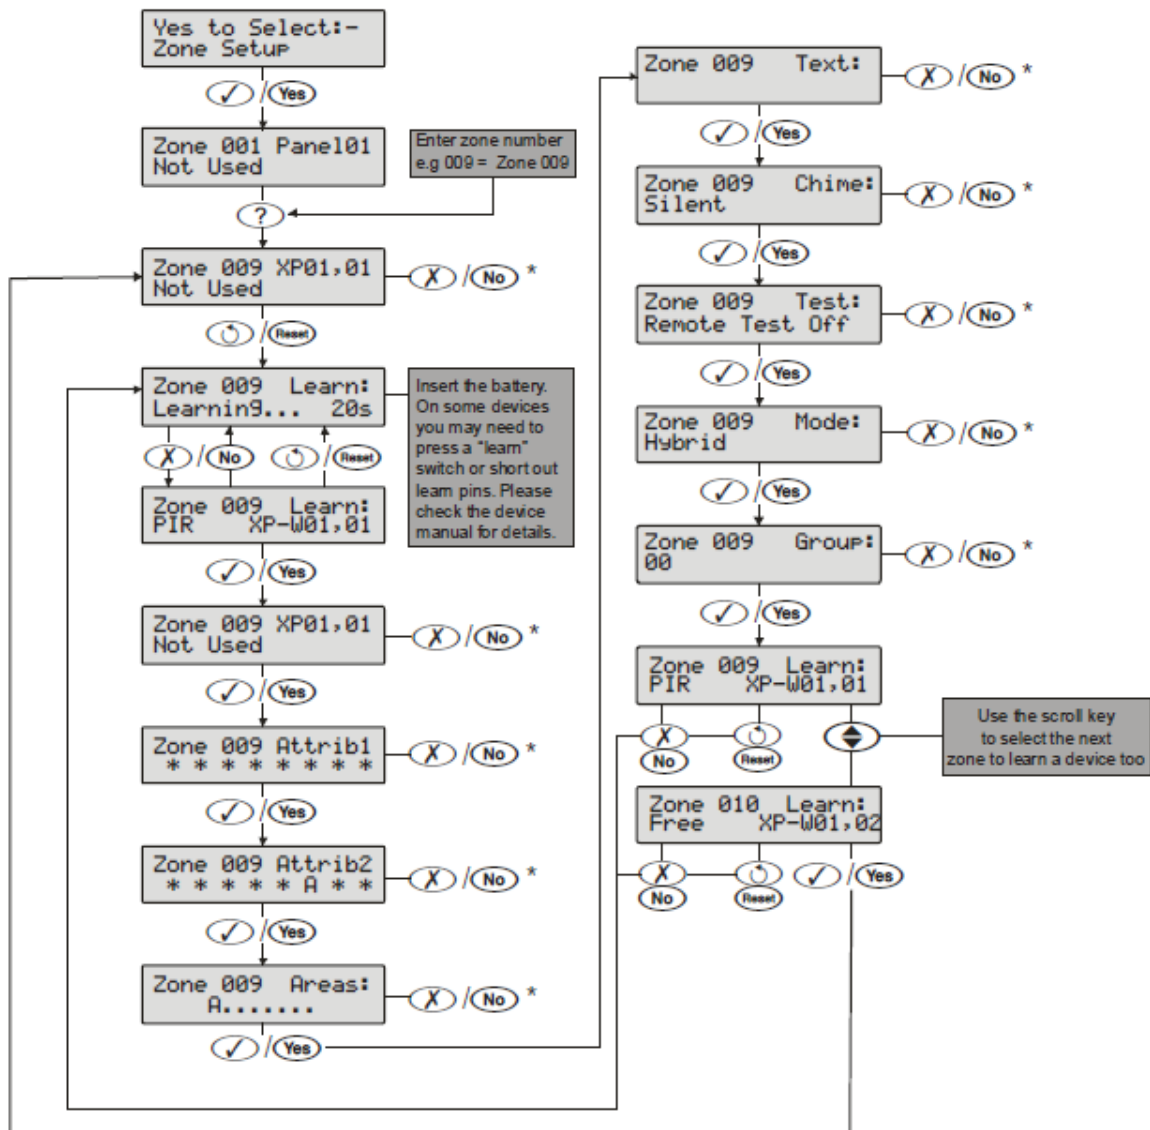 Yes to Select:-
Zone Setup
✓ / Yes
Zone 001 Panel01
Not Used
Enter zone number
e.g 009 = Zone 009
?
Zone 009 XP01,01
Not Used
✗ / No *
Reset
Zone 009 Learn:
Learning... 20s
Insert the battery.
On some devices
you may need to
press a "learn"
switch or short out
learn pins. Please
check the device
manual for details.
✗ / No / Reset
Zone 009 Learn:
PIR XP-W01,01
✓ / Yes
Zone 009 XP01,01
Not Used
✗ / No *
✓ / Yes
Zone 009 Attrib1
* * * * * * * *
✗ / No *
✓ / Yes
Zone 009 Attrib2
* * * * * A * *
✗ / No *
✓ / Yes
Zone 009 Areas:
A.......
✗ / No *
✓ / Yes
Zone 009 Text:
✗ / No *
✓ / Yes
Zone 009 Chime:
Silent
✗ / No *
✓ / Yes
Zone 009 Test:
Remote Test Off
✗ / No *
✓ / Yes
Zone 009 Mode:
Hybrid
✗ / No *
✓ / Yes
Zone 009 Group:
00
✗ / No *
✓ / Yes
Zone 009 Learn:
PIR XP-W01,01
✗
No
Reset
Use the scroll key
to select the next
zone to learn a device too
Zone 010 Learn:
Free XP-W01,02
✗ ✓ / Yes
No
Reset